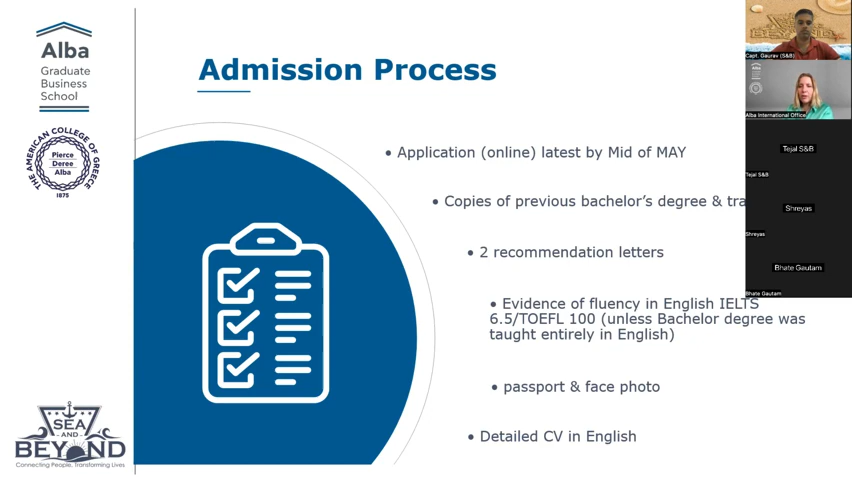 Alba
Graduate
Business
School
THE AMERICAN COLLEGE OF GREECE
Pierce
Deree
Alba
1875
Admission Process
• Application (online) latest by Mid of MAY
• Copies of previous bachelor's degree &
• 2 recommendation letters
• Evidence of fluency in English IELTS
6.5/TOEFL 100 (unless Bachelor degree was
taught entirely in English)
• passport & face photo
• Detailed CV in English
SEA
AND
BEYOND
Connecting People, Transforming Lives
Capt. Gaurav (S&B)
Alba International Office
Tejal S&B
Tejal S&B
Shreyas
Shreyas
Bhate Gautam
Bhate Gautam